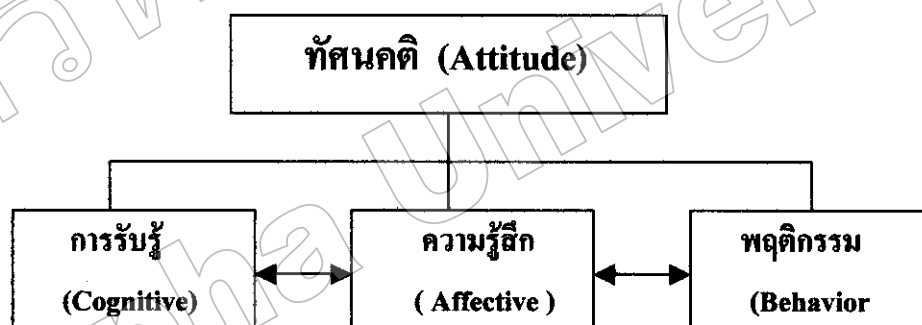 ทัศนคติ (Attitude)
การรับรู้ ความรู้สึก พฤติกรรม
(Cognitive) ( Affective ) (Behavior